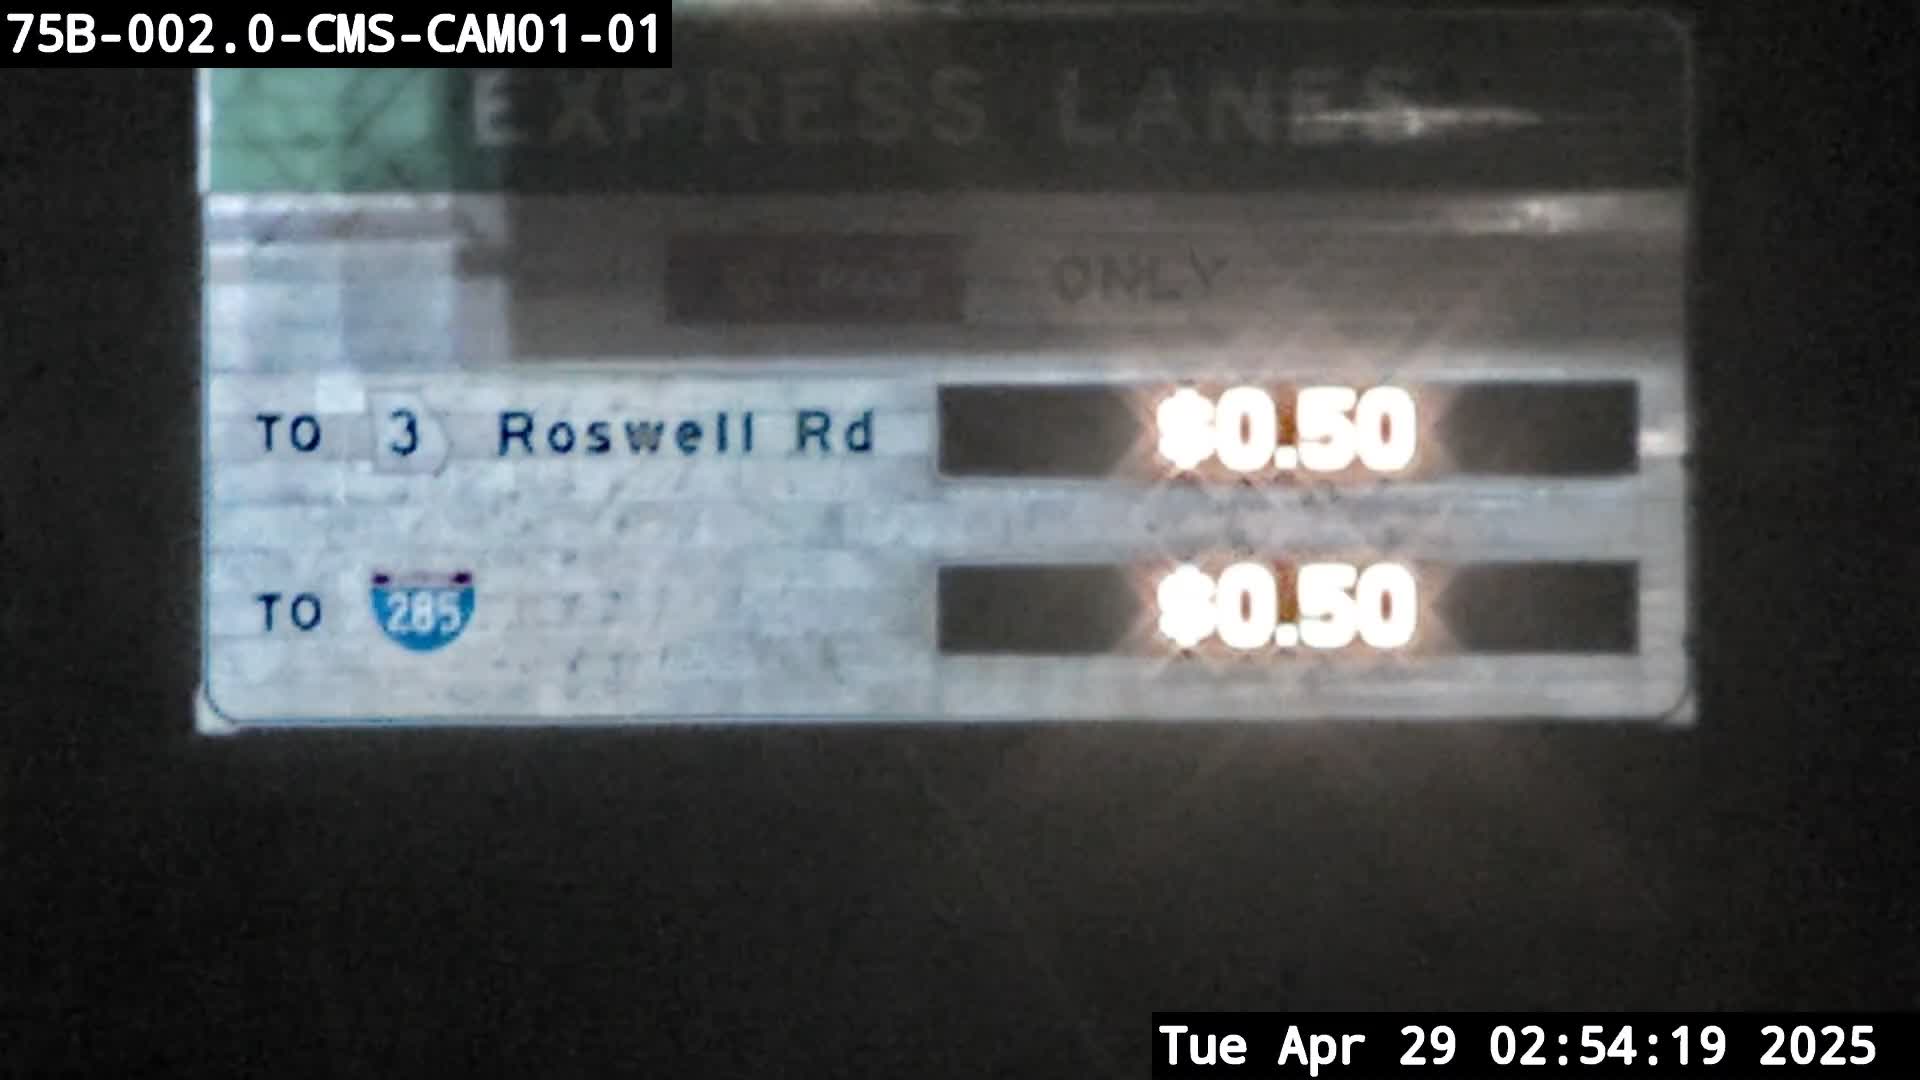 75B-002.0-CMS-CAM01-01
EXPRESS LANES
ONLY
TO 3 Roswell Rd $0.50
TO 285 $0.50
Tue Apr 29 02:54:19 2025